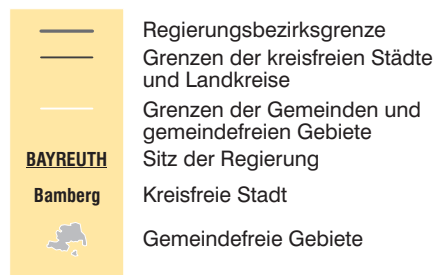 Regierungsbezirksgrenze
Grenzen der kreisfreien Städte
und Landkreise
Grenzen der Gemeinden und
gemeindefreien Gebiete
BAYREUTH Sitz der Regierung
Bamberg Kreisfreie Stadt
Gemeindefreie Gebiete